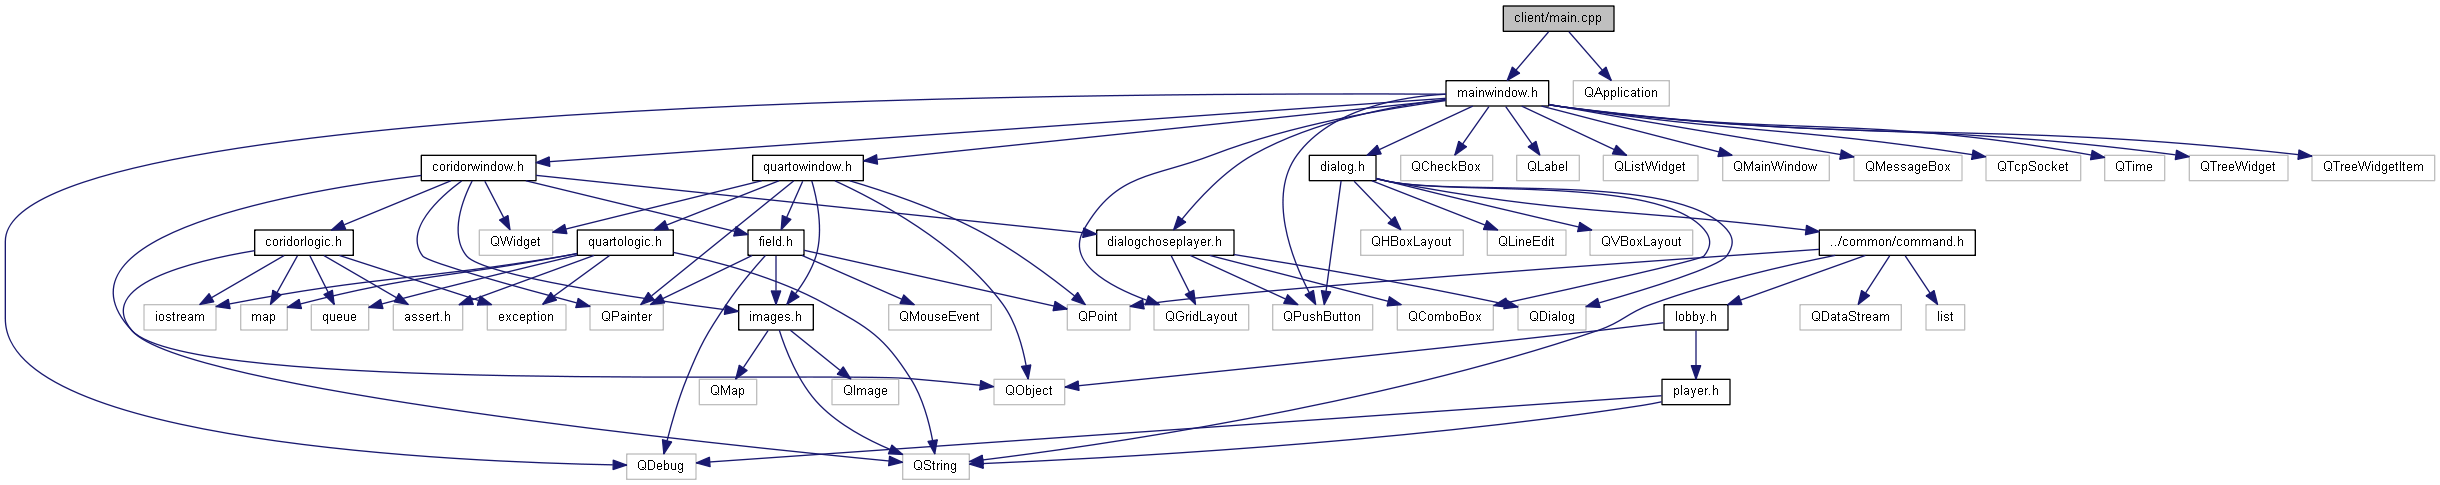 client/main.cpp
mainwindow.h
QApplication
coridorwindow.h
quartowindow.h
dialog.h
QCheckBox
QLabel
QListWidget
QMainWindow
QMessageBox
QTcpSocket
QTime
QTreeWidget
QTreeWidgetItem
coridorlogic.h
QWidget
quartologic.h
field.h
dialogchoseplayer.h
QHBoxLayout
QLineEdit
QVBoxLayout
../common/command.h
iostream
map
queue
assert.h
exception
QPainter
images.h
QMouseEvent
QPoint
QGridLayout
QPushButton
QComboBox
QDialog
lobby.h
QDataStream
list
QMap
QImage
QObject
player.h
QDebug
QString